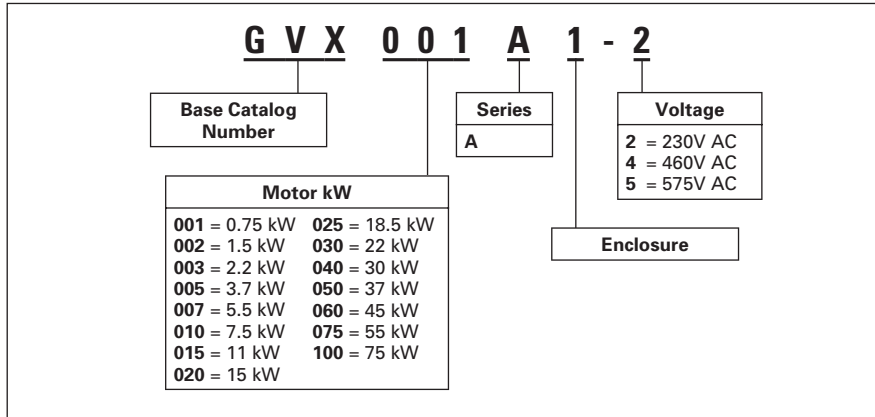 GVX 001 A 1 - 2
Base Catalog
Number
Series
A
Voltage
2 = 230V AC
4 = 460V AC
5 = 575V AC
Motor kW
001 = 0.75 kW 025 = 18.5 kW
002 = 1.5 kW 030 = 22 kW
003 = 2.2 kW 040 = 30 kW
005 = 3.7 kW 050 = 37 kW
007 = 5.5 kW 060 = 45 kW
010 = 7.5 kW 075 = 55 kW
015 = 11 kW 100 = 75 kW
020 = 15 kW
Enclosure